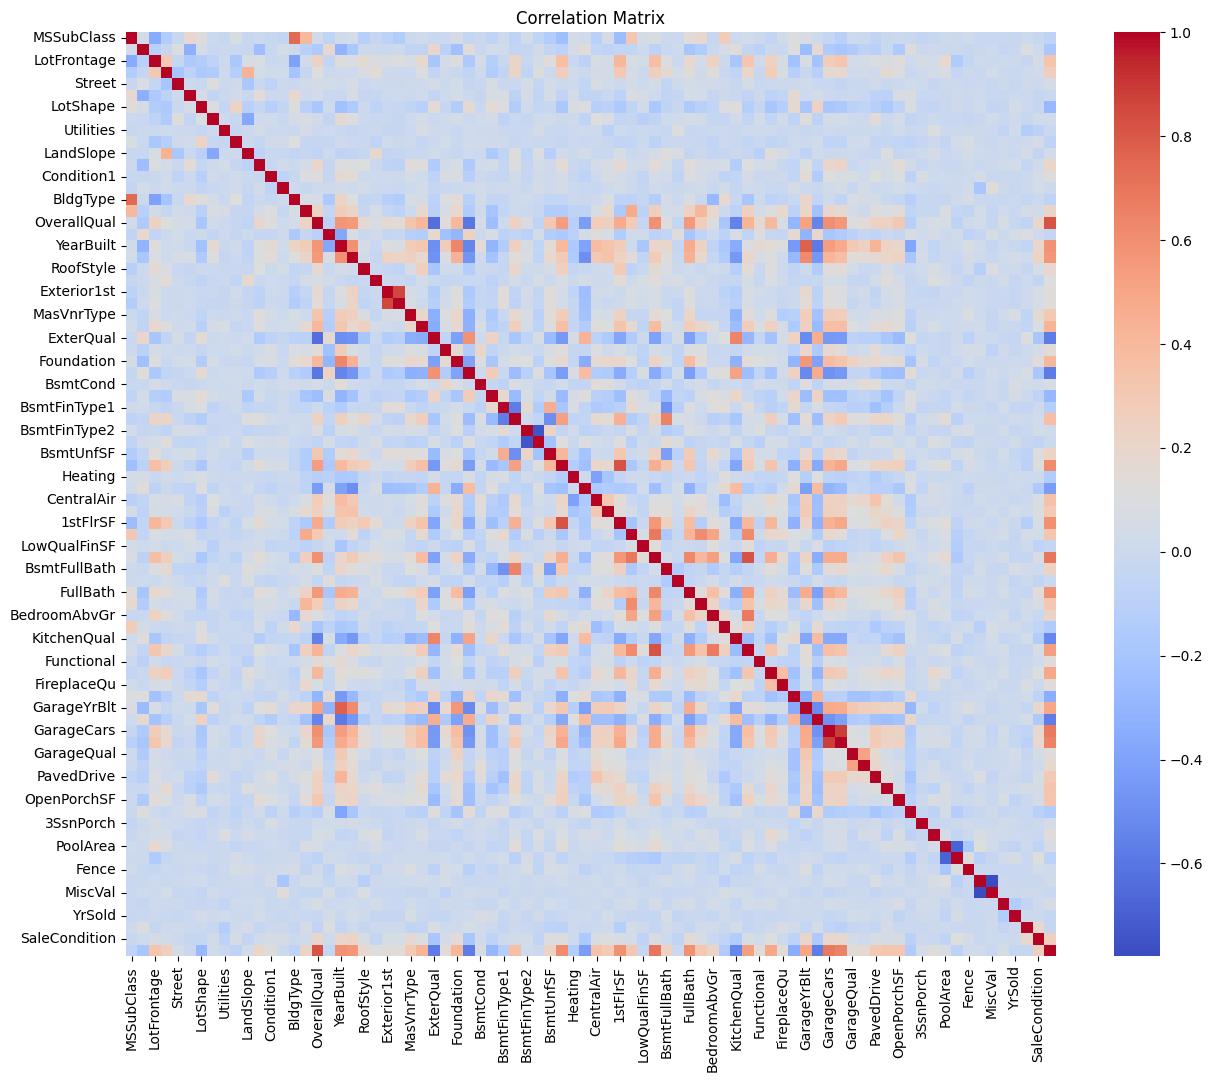 Correlation Matrix
MSSubClass
LotFrontage
Street
LotShape
Utilities
LandSlope
Condition1
BldgType
OverallQual
YearBuilt
RoofStyle
Exterior1st
MasVnrType
ExterQual
Foundation
BsmtCond
BsmtFinType1
BsmtFinType2
BsmtUnfSF
Heating
CentralAir
1stFlrSF
LowQualFinSF
BsmtFullBath
FullBath
BedroomAbvGr
KitchenQual
Functional
FireplaceQu
GarageYrBlt
GarageCars
GarageQual
PavedDrive
OpenPorchSF
3SsnPorch
PoolArea
Fence
MiscVal
YrSold
SaleCondition
MSSubClass
LotFrontage
Street
LotShape
Utilities
LandSlope
Condition1
BldgType
OverallQual
YearBuilt
RoofStyle
Exterior1st
MasVnrType
ExterQual
Foundation
BsmtCond
BsmtFinType1
BsmtFinType2
BsmtUnfSF
Heating
CentralAir
1stFlrSF
LowQualFinSF
BsmtFullBath
FullBath
BedroomAbvGr
KitchenQual
Functional
FireplaceQu
GarageYrBlt
GarageCars
GarageQual
PavedDrive
OpenPorchSF
3SsnPorch
PoolArea
Fence
MiscVal
YrSold
SaleCondition
1.0
0.8
0.6
0.4
0.2
0.0
−0.2
−0.4
−0.6